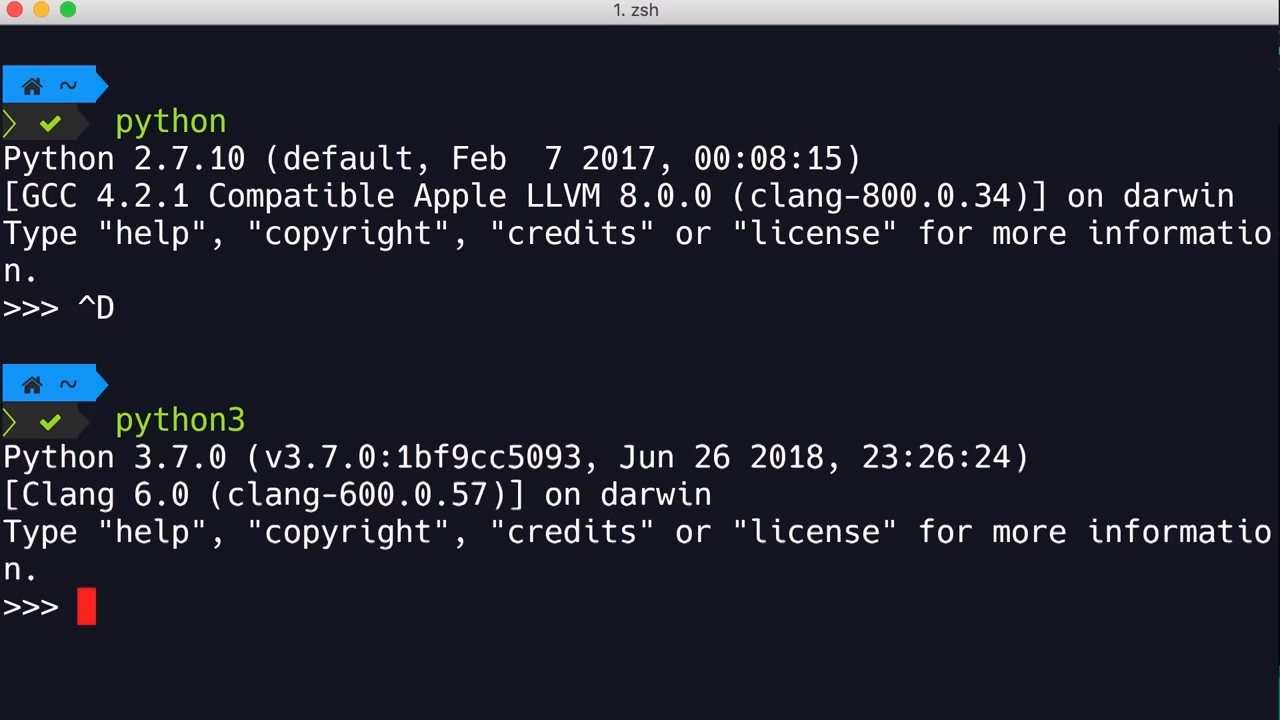 1. zsh
~
python
Python 2.7.10 (default, Feb  7 2017, 00:08:15)
[GCC 4.2.1 Compatible Apple LLVM 8.0.0 (clang-800.0.34)] on darwin
Type "help", "copyright", "credits" or "license" for more informatio
n.
>>> ^D
~
python3
Python 3.7.0 (v3.7.0:1bf9cc5093, Jun 26 2018, 23:26:24)
[Clang 6.0 (clang-600.0.57)] on darwin
Type "help", "copyright", "credits" or "license" for more informatio
n.
>>>